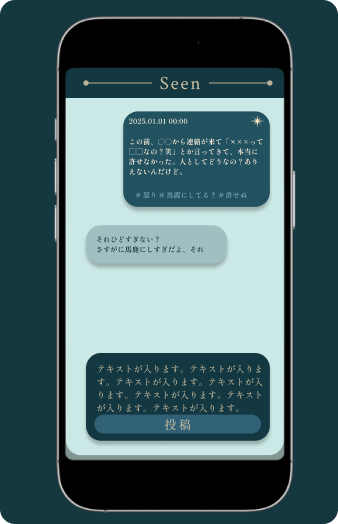 Seen
2025.01.01 00:00
この前、〇〇から連絡が来て「×××って
□□なの?笑」とか言ってきて、本当に
許せなかった。人としてどうなの?あり
えないんだけど。
#怒り#馬鹿にしてる?#許せぬ
それひどすぎない?
さすがに馬鹿にしすぎだよ、それ
テキストが入ります。テキストが入りま
す。テキストが入ります。テキストが入
ります。テキストが入ります。テキスト
が入ります。テキストが入ります。
投稿